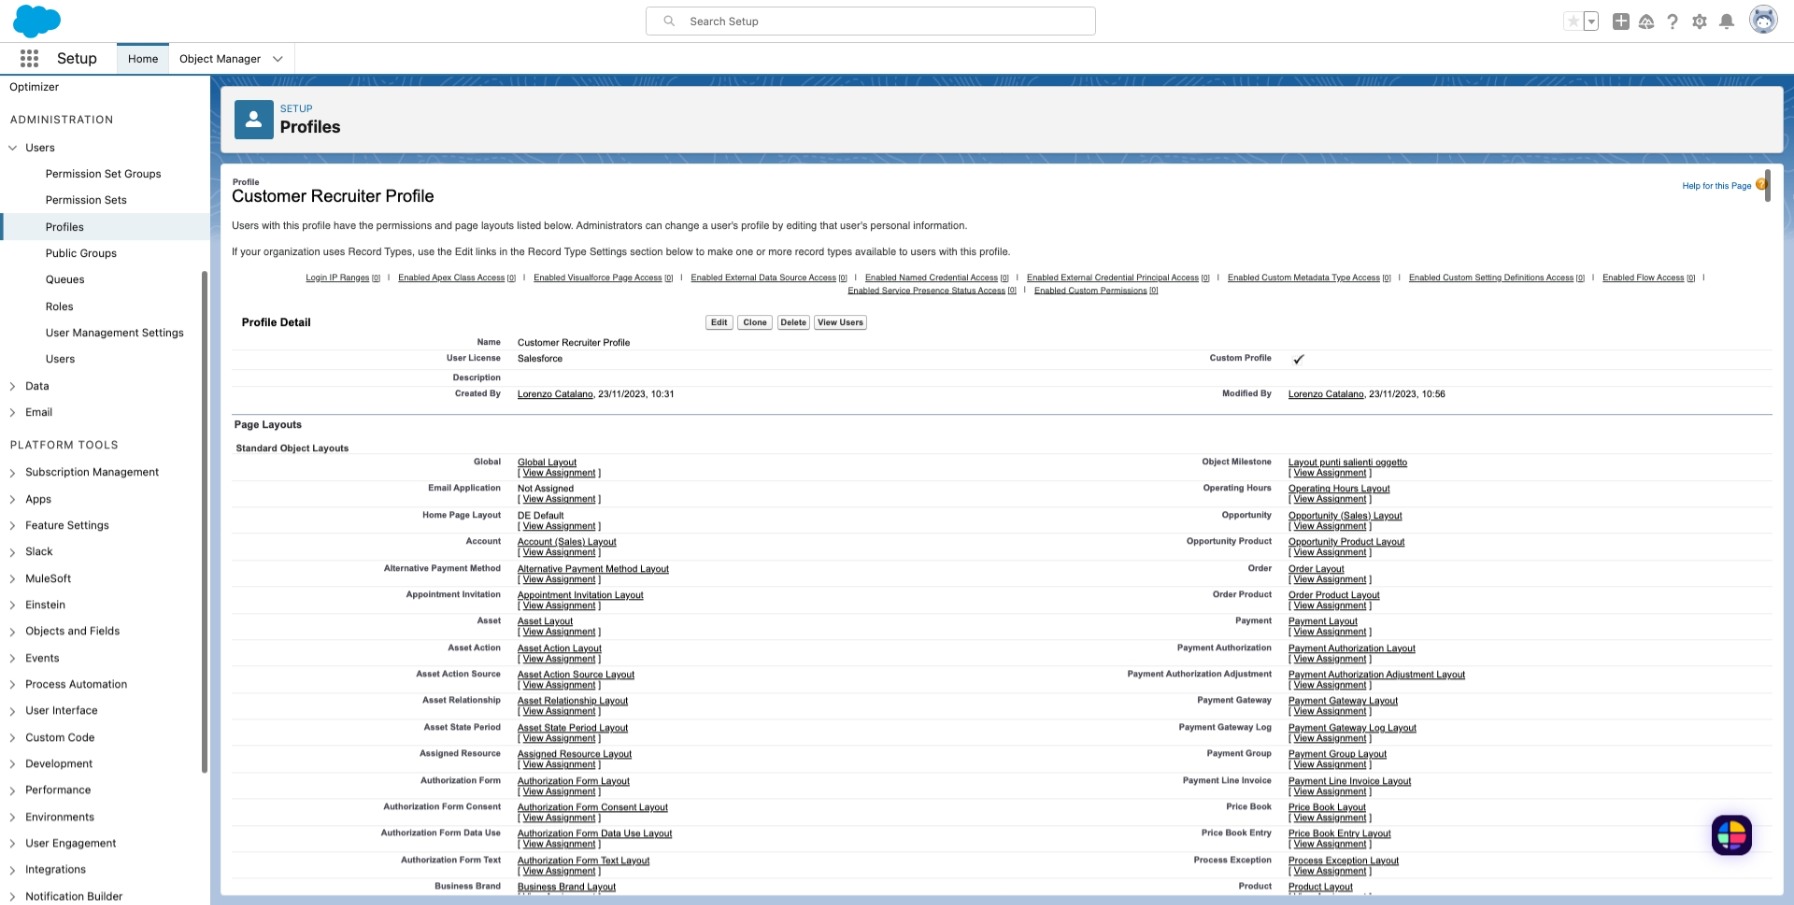 Search Setup
Setup
Home
Object Manager
Optimizer
ADMINISTRATION
Users
Permission Set Groups
Permission Sets
Profiles
Public Groups
Queues
Roles
User Management Settings
Users
Data
Email
PLATFORM TOOLS
Subscription Management
Apps
Feature Settings
Slack
MuleSoft
Einstein
Objects and Fields
Events
Process Automation
User Interface
Custom Code
Development
Performance
Environments
User Engagement
Integrations
Notification Builder
SETUP
Profiles
Profile
Customer Recruiter Profile
Help for this Page ?
Users with this profile have the permissions and page layouts listed below. Administrators can change a user's profile by editing that user's personal information.
If your organization uses Record Types, use the Edit links in the Record Type Settings section below to make one or more record types available to users with this profile.
Login IP Ranges [0] | Enabled Apex Class Access [0] | Enabled Visualforce Page Access [0] | Enabled External Data Source Access [0] | Enabled Named Credential Access [0] | Enabled External Credential Principal Access [0] | Enabled Custom Metadata Type Access [0] | Enabled Custom Setting Definitions Access [0] | Enabled Flow Access [0] |
Enabled Service Presence Status Access [0] | Enabled Custom Permissions [0]
Profile Detail
Edit Clone Delete View Users
Name Customer Recruiter Profile
User License Salesforce Custom Profile ✓
Description
Created By Lorenzo Catalano, 23/11/2023, 10:31 Modified By Lorenzo Catalano, 23/11/2023, 10:56
Page Layouts
Standard Object Layouts
Global Global Layout Object Milestone Layout punti salienti oggetto
[ View Assignment ] [ View Assignment ]
Email Application Not Assigned Operating Hours Operating Hours Layout
[ View Assignment ] [ View Assignment ]
Home Page Layout DE Default Opportunity Opportunity (Sales) Layout
[ View Assignment ] [ View Assignment ]
Account Account (Sales) Layout Opportunity Product Opportunity Product Layout
[ View Assignment ] [ View Assignment ]
Alternative Payment Method Alternative Payment Method Layout Order Order Layout
[ View Assignment ] [ View Assignment ]
Appointment Invitation Appointment Invitation Layout Order Product Order Product Layout
[ View Assignment ] [ View Assignment ]
Asset Asset Layout Payment Payment Layout
[ View Assignment ] [ View Assignment ]
Asset Action Asset Action Layout Payment Authorization Payment Authorization Layout
[ View Assignment ] [ View Assignment ]
Asset Action Source Asset Action Source Layout Payment Authorization Adjustment Payment Authorization Adjustment Layout
[ View Assignment ] [ View Assignment ]
Asset Relationship Asset Relationship Layout Payment Gateway Payment Gateway Layout
[ View Assignment ] [ View Assignment ]
Asset State Period Asset State Period Layout Payment Gateway Log Payment Gateway Log Layout
[ View Assignment ] [ View Assignment ]
Assigned Resource Assigned Resource Layout Payment Group Payment Group Layout
[ View Assignment ] [ View Assignment ]
Authorization Form Authorization Form Layout Payment Line Invoice Payment Line Invoice Layout
[ View Assignment ] [ View Assignment ]
Authorization Form Consent Authorization Form Consent Layout Price Book Price Book Layout
[ View Assignment ] [ View Assignment ]
Authorization Form Data Use Authorization Form Data Use Layout Price Book Entry Price Book Entry Layout
[ View Assignment ] [ View Assignment ]
Authorization Form Text Authorization Form Text Layout Process Exception Process Exception Layout
[ View Assignment ] [ View Assignment ]
Business Brand Business Brand Layout Product Product Layout